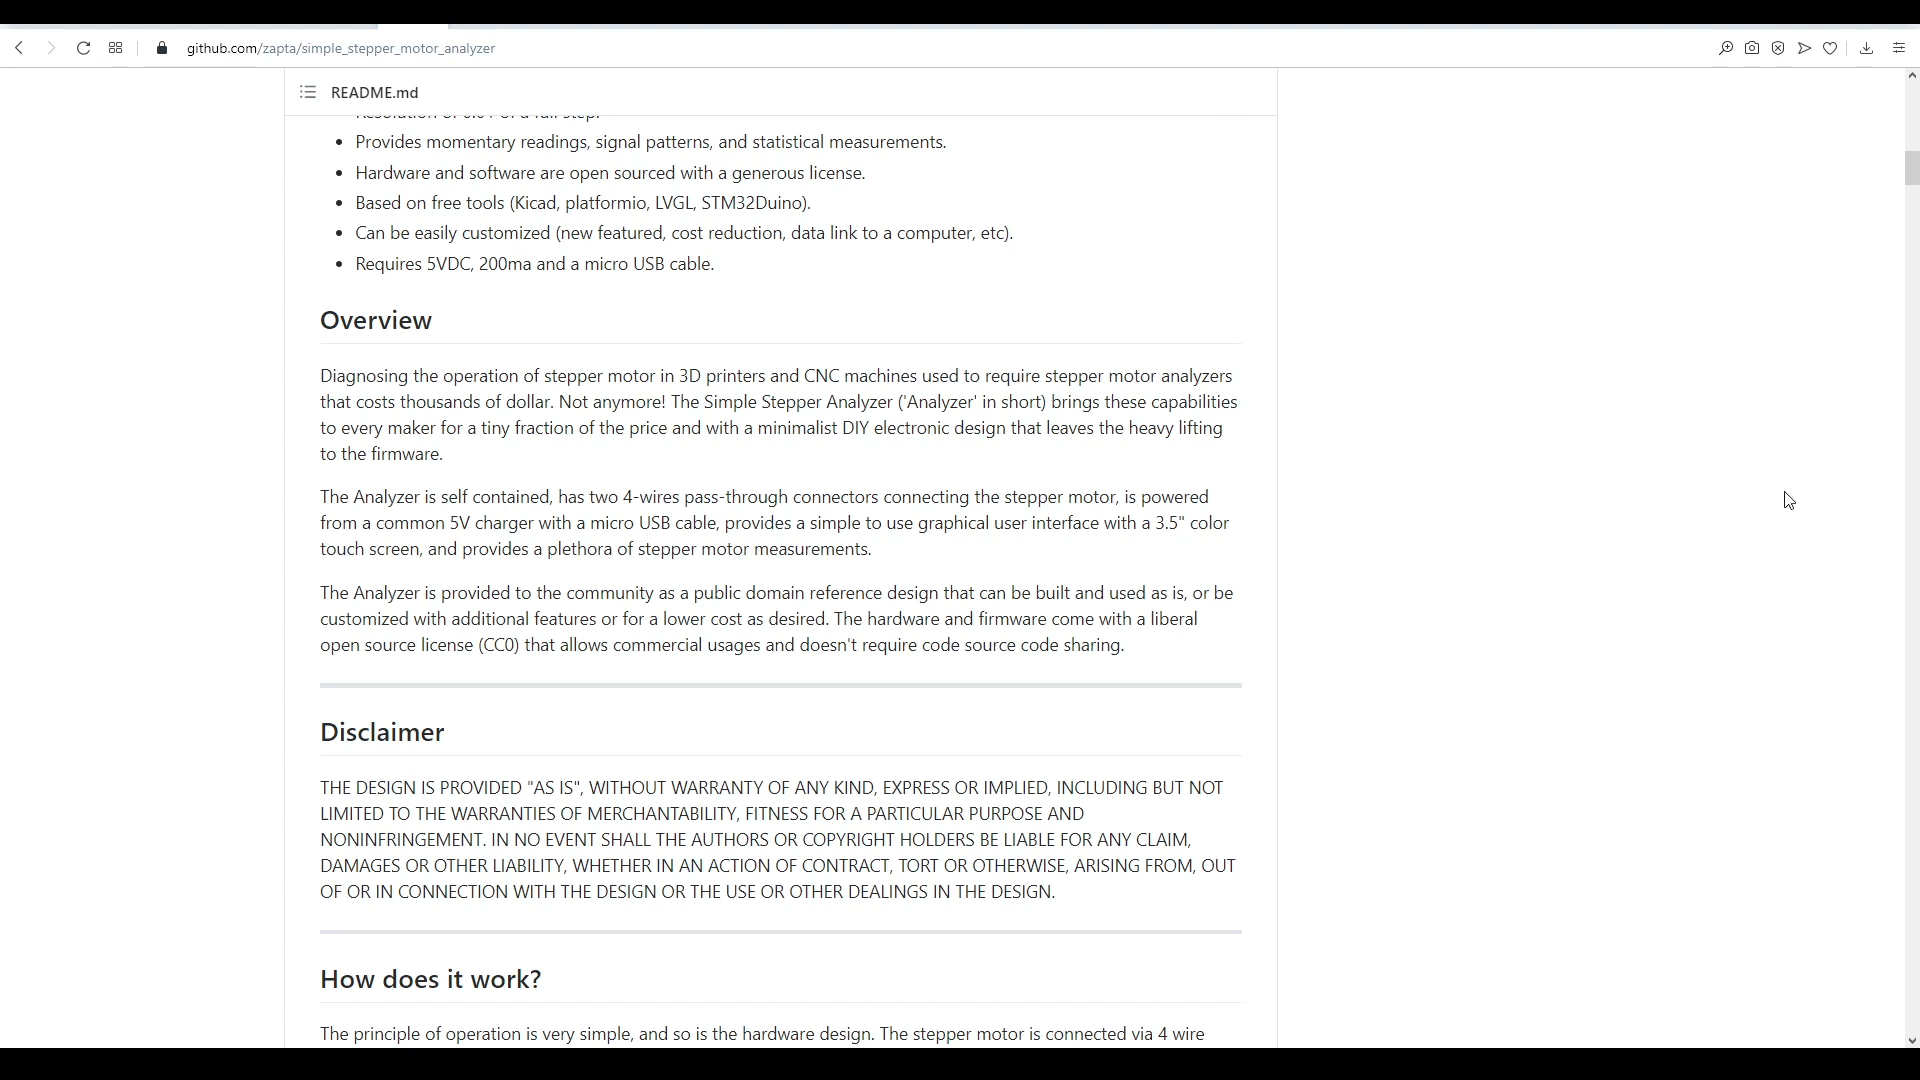 github.com/zapta/simple_stepper_motor_analyzer
README.md
Resolution of 0.01 of a full step.
Provides momentary readings, signal patterns, and statistical measurements.
Hardware and software are open sourced with a generous license.
Based on free tools (Kicad, platformio, LVGL, STM32Duino).
Can be easily customized (new featured, cost reduction, data link to a computer, etc).
Requires 5VDC, 200ma and a micro USB cable.
Overview
Diagnosing the operation of stepper motor in 3D printers and CNC machines used to require stepper motor analyzers
that costs thousands of dollar. Not anymore! The Simple Stepper Analyzer ('Analyzer' in short) brings these capabilities
to every maker for a tiny fraction of the price and with a minimalist DIY electronic design that leaves the heavy lifting
to the firmware.
The Analyzer is self contained, has two 4-wires pass-through connectors connecting the stepper motor, is powered
from a common 5V charger with a micro USB cable, provides a simple to use graphical user interface with a 3.5" color
touch screen, and provides a plethora of stepper motor measurements.
The Analyzer is provided to the community as a public domain reference design that can be built and used as is, or be
customized with additional features or for a lower cost as desired. The hardware and firmware come with a liberal
open source license (CC0) that allows commercial usages and doesn't require code source code sharing.
Disclaimer
THE DESIGN IS PROVIDED "AS IS", WITHOUT WARRANTY OF ANY KIND, EXPRESS OR IMPLIED, INCLUDING BUT NOT
LIMITED TO THE WARRANTIES OF MERCHANTABILITY, FITNESS FOR A PARTICULAR PURPOSE AND
NONINFRINGEMENT. IN NO EVENT SHALL THE AUTHORS OR COPYRIGHT HOLDERS BE LIABLE FOR ANY CLAIM,
DAMAGES OR OTHER LIABILITY, WHETHER IN AN ACTION OF CONTRACT, TORT OR OTHERWISE, ARISING FROM, OUT
OF OR IN CONNECTION WITH THE DESIGN OR THE USE OR OTHER DEALINGS IN THE DESIGN.
How does it work?
The principle of operation is very simple, and so is the hardware design. The stepper motor is connected via 4 wire